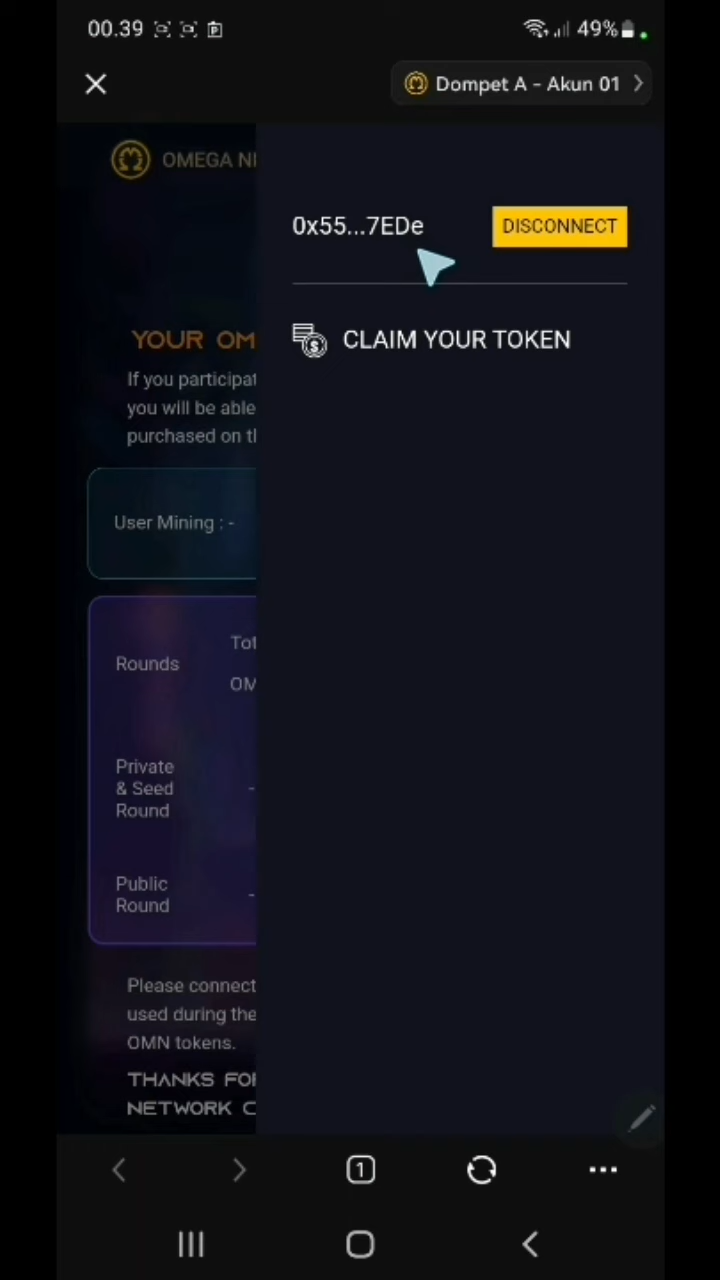 00.39
49%
Dompet A - Akun 01
OMEGA
0x55...7EDe
DISCONNECT
CLAIM YOUR TOKEN
YOUR OM
If you participat
you will be able
purchased on th
User Mining : -
Tot
Rounds
OM
Private
& Seed
Round
-
Public
Round
-
Please connect
used during the
OMN tokens.
THANKS FOR
NETWORK C
1